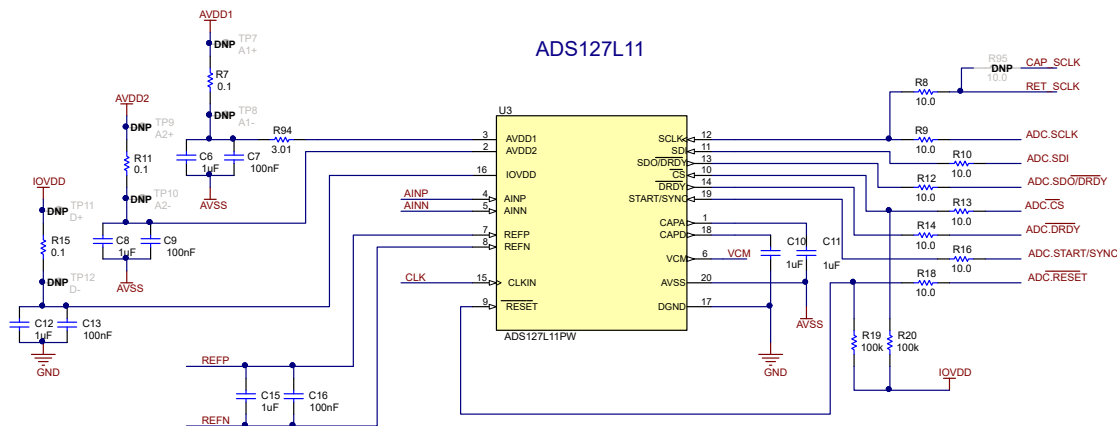 ADS127L11
AVDD1
DNP TP7
A1+
R7
0.1
DNP TP8
A1-
R94
3.01
C6
1uF
C7
100nF
AVSS
AVDD2
DNP TP9
A2+
R11
0.1
DNP TP10
A2-
C8
1uF
C9
100nF
AVSS
IOVDD
DNP TP11
D+
R15
0.1
DNP TP12
D-
C12
1uF
C13
100nF
GND
AINP
AINN
CLK
REFP
C15
1uF
C16
100nF
REFN
U3
3 AVDD1
2 AVDD2
16 IOVDD
4 AINP
5 AINN
7 REFP
8 REFN
15 CLKIN
9 RESET
SCLK 12
SDI 11
SDO/DRDY 13
CS 10
DRDY 14
START/SYNC 19
CAPA 1
CAPD 18
VCM 6
AVSS 20
DGND 17
ADS127L11PW
VCM
C10
1uF
C11
1uF
AVSS
GND
R95
DNP
10.0
CAP_SCLK
R8
10.0
RET_SCLK
R9
10.0
ADC.SCLK
R10
10.0
ADC.SDI
R12
10.0
ADC.SDO/DRDY
R13
10.0
ADC.CS
R14
10.0
ADC.DRDY
R16
10.0
ADC.START/SYNC
R18
10.0
ADC.RESET
R19
100k
R20
100k
IOVDD